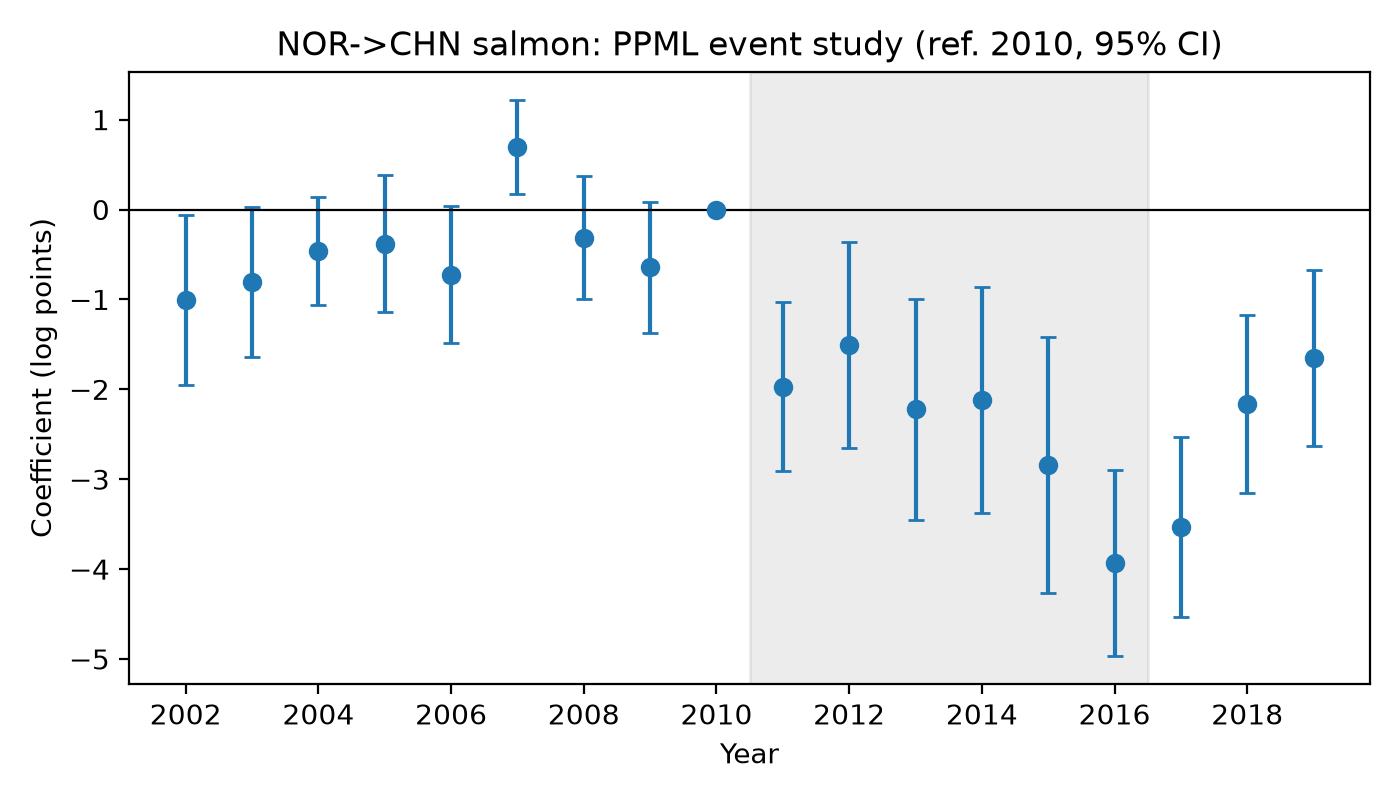 NOR->CHN salmon: PPML event study (ref. 2010, 95% CI)
Coefficient (log points)
1
0
−1
−2
−3
−4
−5
2002 2004 2006 2008 2010 2012 2014 2016 2018
Year